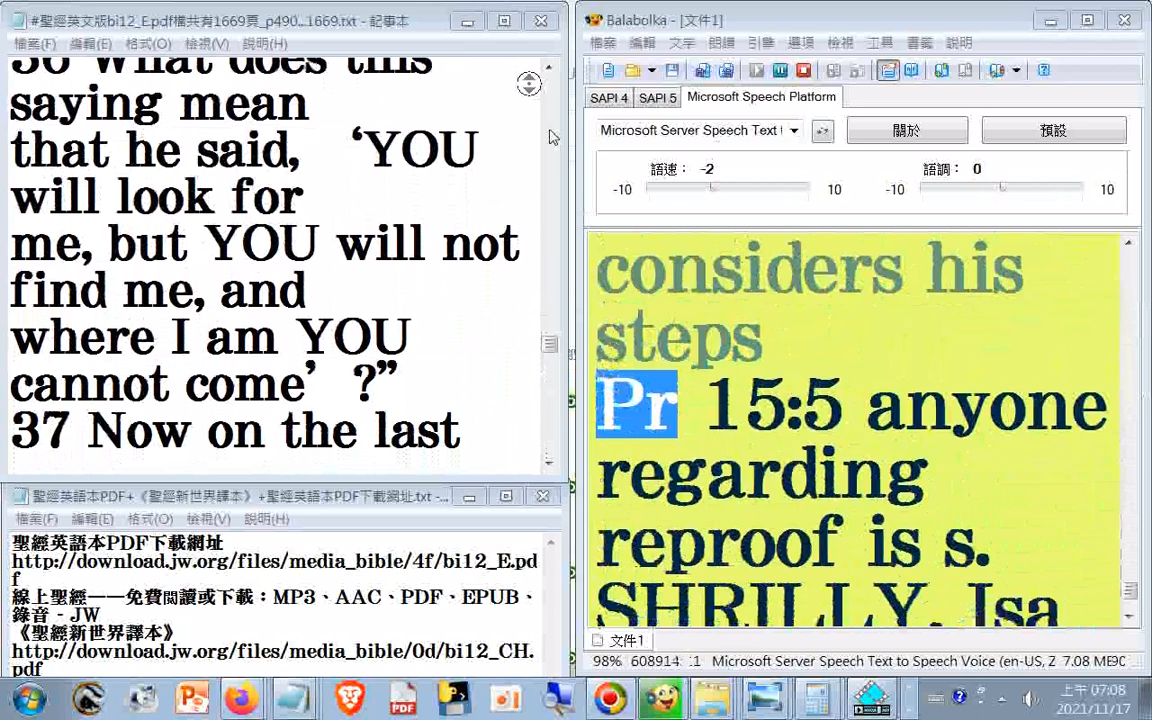 #聖經英文版bi12_E.pdf檔共有1669頁_p490...1669.txt - 記事本
檔案(F) 編輯(E) 格式(O) 檢視(V) 說明(H)
36 What does this
saying mean
that he said, ‘YOU
will look for
me, but YOU will not
find me, and
where I am YOU
cannot come’ ?”
37 Now on the last
聖經英語本PDF+《聖經新世界譯本》+聖經英語本PDF下載網址.txt -...
檔案(F) 編輯(E) 格式(O) 檢視(V) 說明(H)
聖經英語本PDF下載網址
http://download.jw.org/files/media_bible/4f/bi12_E.pd
f
線上聖經——免費閱讀或下載：MP3、AAC、PDF、EPUB、
錄音 - JW
《聖經新世界譯本》
http://download.jw.org/files/media_bible/0d/bi12_CH.
pdf
Balabolka - [文件1]
檔案 編輯 文字 朗讀 引擎 選項 檢視 工具 書籤 說明
SAPI 4 SAPI 5 Microsoft Speech Platform
Microsoft Server Speech Text 關於 預設
語速： -2 語調： 0
-10 10 -10 10
considers his
steps
Pr 15:5 anyone
regarding
reproof is s.
SHRILLY, Isa
文件1
98% 608914: Microsoft Server Speech Text to Speech Voice (en-US, Z 7.08 ME
上午 07:08
2021/11/17